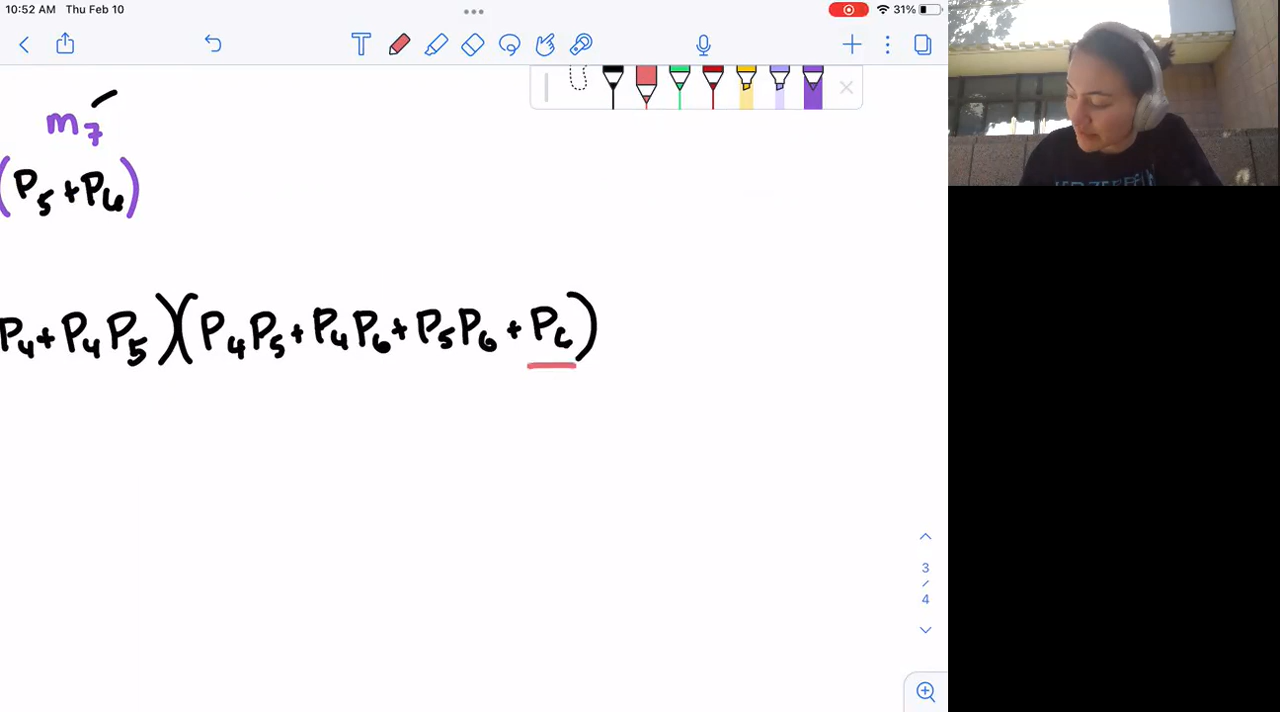 10:52 AM Thu Feb 10
31%
T
m₇
(P₅+P₆)
P₄+P₄P₅)(P₄P₅+P₄P₆+P₅P₆+P₆)
3
/
4